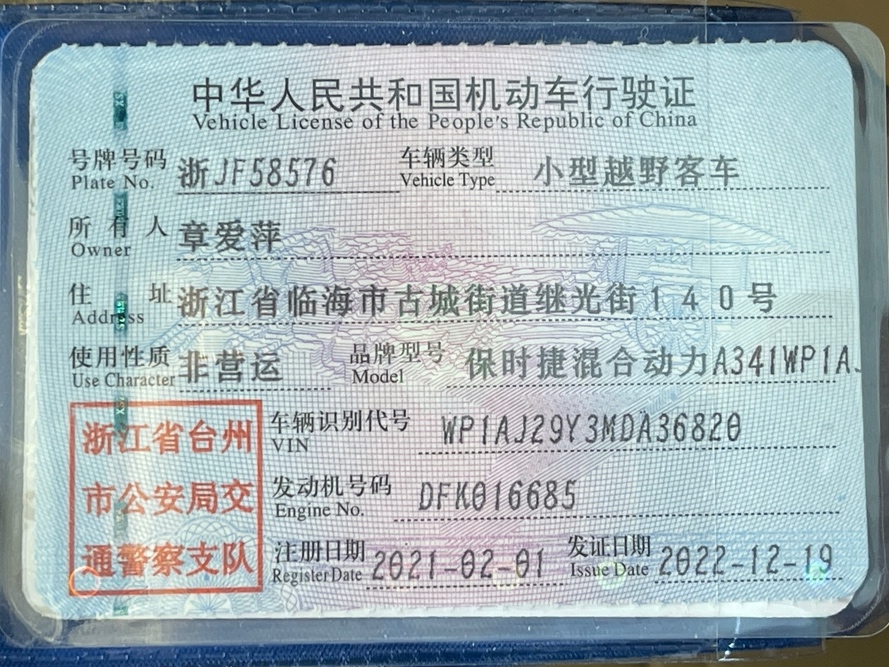 中华人民共和国机动车行驶证
Vehicle License of the People's Republic of China
号牌号码 浙JF58576 车辆类型 小型越野客车
Plate No. Vehicle Type
所有人 章爱萍
Owner
住址 浙江省临海市古城街道继光街140号
Address
使用性质 非营运 品牌型号 保时捷混合动力A341WP1A
Use Character Model
浙江省台州
市公安局交
通警察支队
车辆识别代号 WP1AJ29Y3MDA36820
VIN
发动机号码 DFK016685
Engine No.
注册日期 2021-02-01 发证日期 2022-12-19
Register Date Issue Date